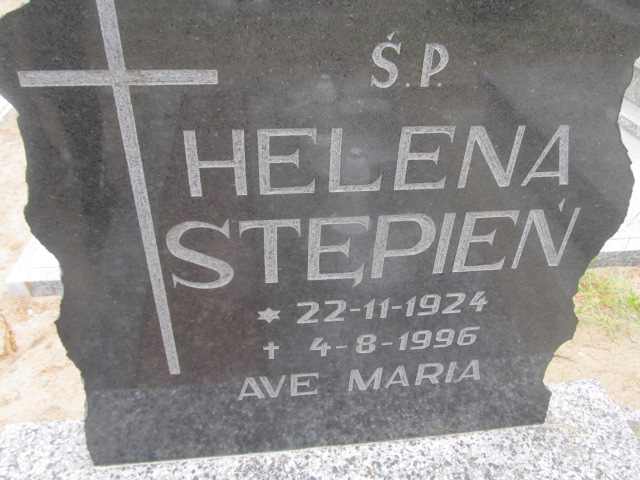 Ś.P.
HELENA
STĘPIEŃ
✶ 22-11-1924
✝ 4-8-1996
AVE MARIA